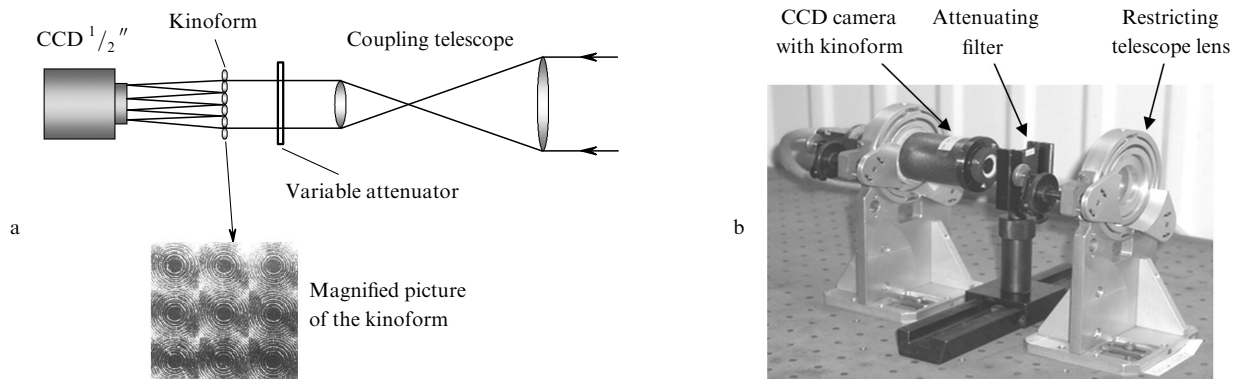 Kinoform
CCD 1/2″
Coupling telescope
Variable attenuator
a
Magnified picture
of the kinoform
CCD camera
with kinoform
Attenuating
filter
Restricting
telescope lens
b